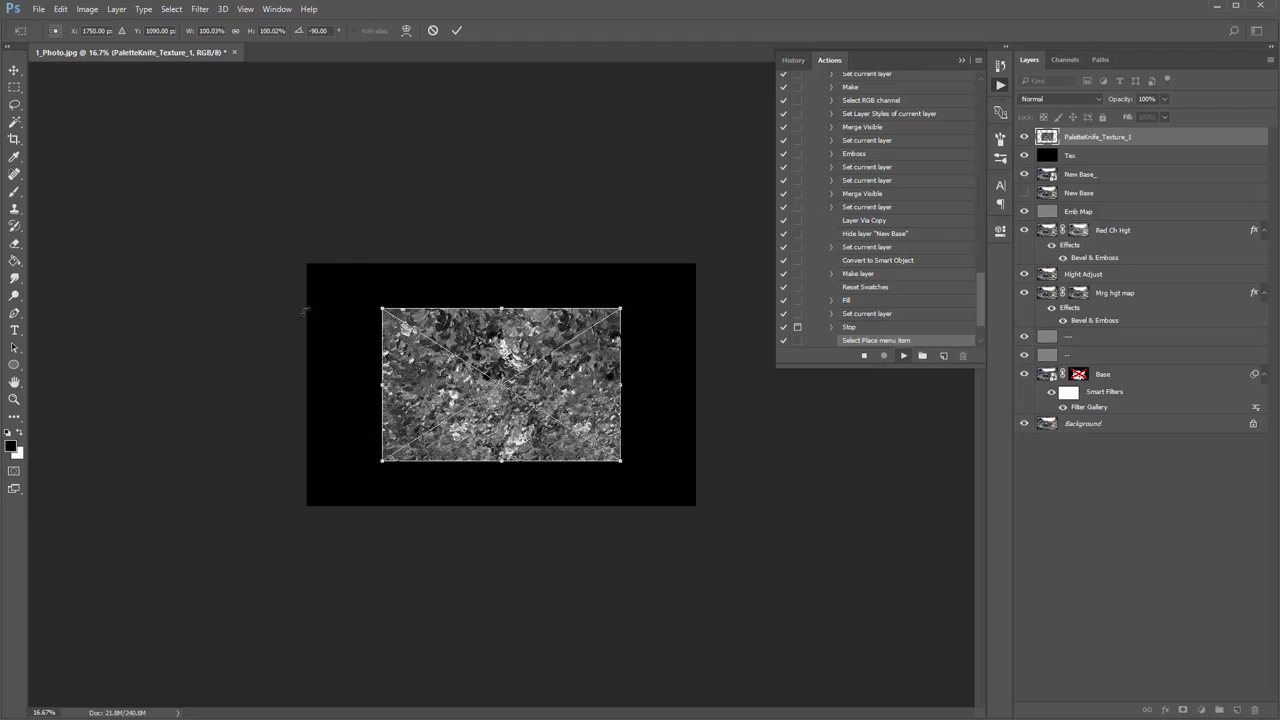 Ps File Edit Image Layer Type Select Filter 3D View Window Help
X: 1750.00 px Y: 1090.00 px W: 100.03% H: 100.02% -90.00 ° Anti-alias
1_Photo.jpg @ 16.7% (PaletteKnife_Texture_1, RGB/8) * ×
History Actions
Set current layer
Make
Select RGB channel
Set Layer Styles of current layer
Merge Visible
Set current layer
Emboss
Set current layer
Set current layer
Merge Visible
Set current layer
Layer Via Copy
Hide layer "New Base"
Set current layer
Convert to Smart Object
Make layer
Reset Swatches
Fill
Set current layer
Stop
Select Place menu item
Layers Channels Paths
Kind
Normal Opacity: 100%
Lock: Fill: 100%
PaletteKnife_Texture_1
Tex
New Base_
New Base
Emb Map
Red Ch Hgt fx
Effects
Bevel & Emboss
Hight Adjust
Mrg hgt map fx
Effects
Bevel & Emboss
---
--
Base
Smart Filters
Filter Gallery
Background
16.67% Doc: 21.8M/240.8M